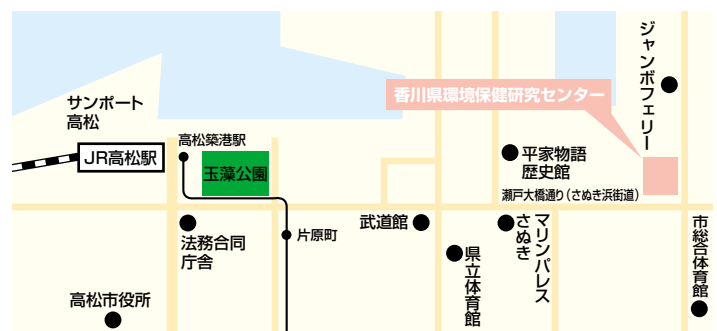 サンポート
高松
JR高松駅
高松築港駅
玉藻公園
香川県環境保健研究センター
ジャンボフェリー
平家物語
歴史館
瀬戸大橋通り(さぬき浜街道)
法務合同
庁舎
片原町
武道館
県立体育館
マリンパレス
さぬき
市総合体育館
高松市役所